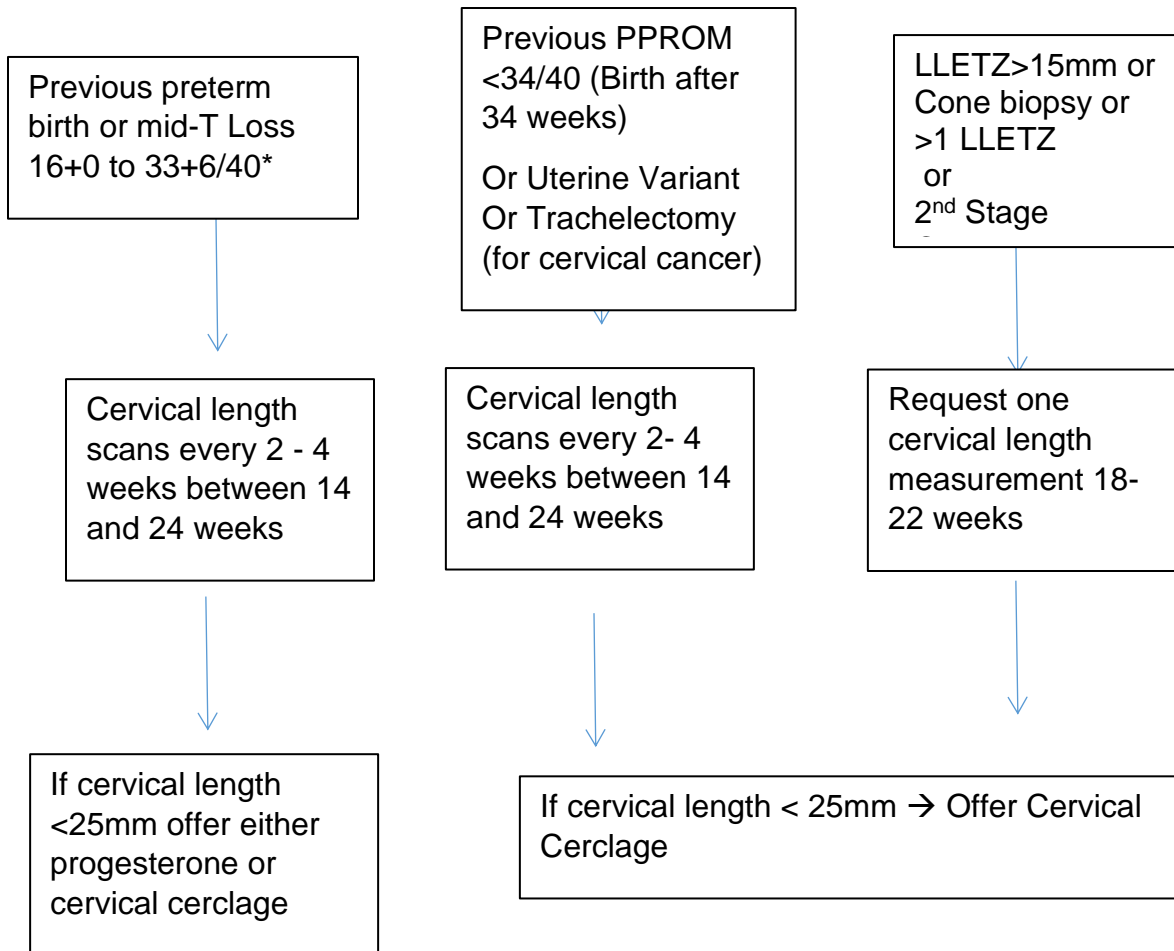 Previous preterm
birth or mid-T Loss
16+0 to 33+6/40*
Previous PPROM
<34/40 (Birth after
34 weeks)
Or Uterine Variant
Or Trachelectomy
(for cervical cancer)
LLETZ>15mm or
Cone biopsy or
>1 LLETZ
or
2nd Stage
Cervical length
scans every 2 - 4
weeks between 14
and 24 weeks
Cervical length
scans every 2- 4
weeks between 14
and 24 weeks
Request one
cervical length
measurement 18-
22 weeks
If cervical length
<25mm offer either
progesterone or
cervical cerclage
If cervical length < 25mm → Offer Cervical
Cerclage